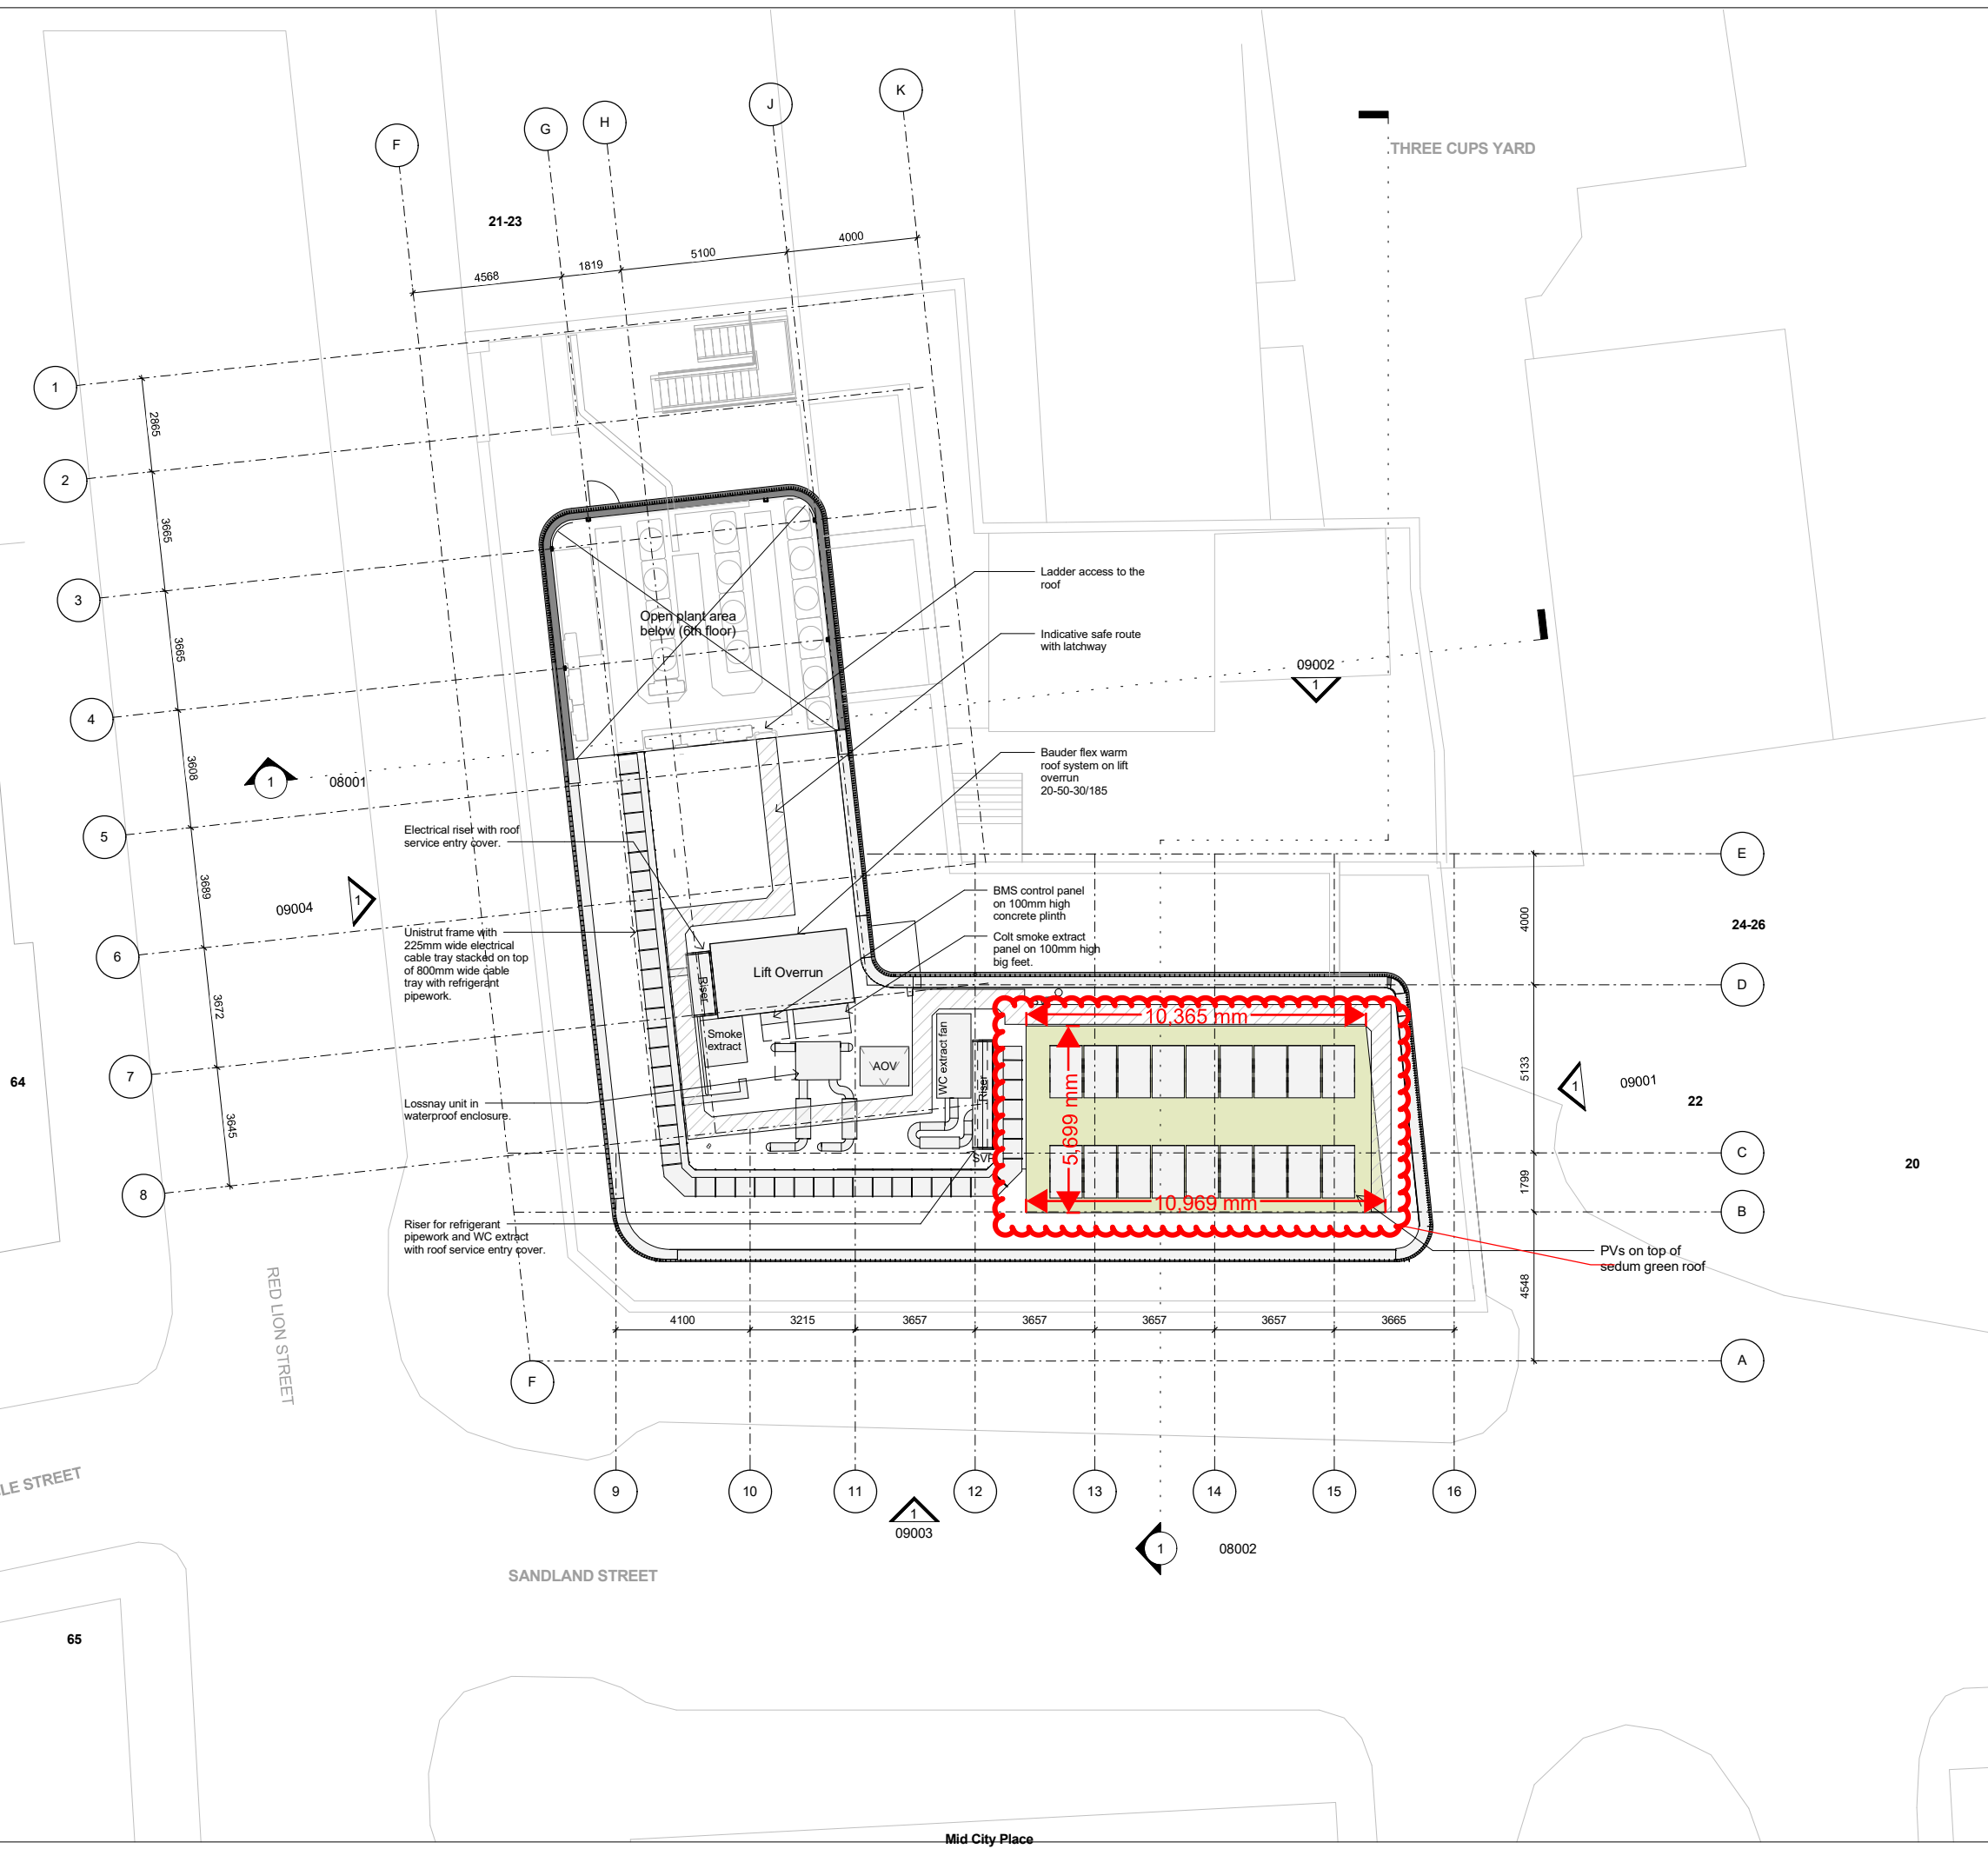 THREE CUPS YARD
K
J
H
G
F
21-23
4568
1819
5100
4000
1
2
3
4
5
6
7
8
2865
3665
3665
3608
3689
3672
3645
Open plant area
below (6th floor)
Ladder access to the
roof
Indicative safe route
with latchway
09002
1
1
08001
Bauder flex warm
roof system on lift
overrun
20-50-30/185
Electrical riser with roof
service entry cover.
09004
1
BMS control panel
on 100mm high
concrete plinth
Unistrut frame with
225mm wide electrical
cable tray stacked on top
of 800mm wide cable
tray with refrigerant
pipework.
Colt smoke extract
panel on 100mm high
big feet.
Lift Overrun
Riser
Smoke
extract
AOV
WC extract fan
Riser
SVP
10,365 mm
5,699 mm
10,969 mm
Lossnay unit in
waterproof enclosure.
Riser for refrigerant
pipework and WC extract
with roof service entry cover.
PVs on top of
sedum green roof
E
D
C
B
A
4000
5133
1799
4548
24-26
1
09001
22
20
64
4100
3215
3657
3657
3657
3657
3665
F
9
10
11
12
13
14
15
16
1
09003
1
08002
RED LION STREET
LE STREET
SANDLAND STREET
65
Mid City Place